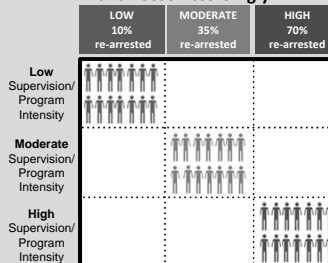 LOW
10%
re-arrested
MODERATE
35%
re-arrested
HIGH
70%
re-arrested
Low
Supervision/
Program
Intensity
Moderate
Supervision/
Program
Intensity
High
Supervision/
Program
Intensity